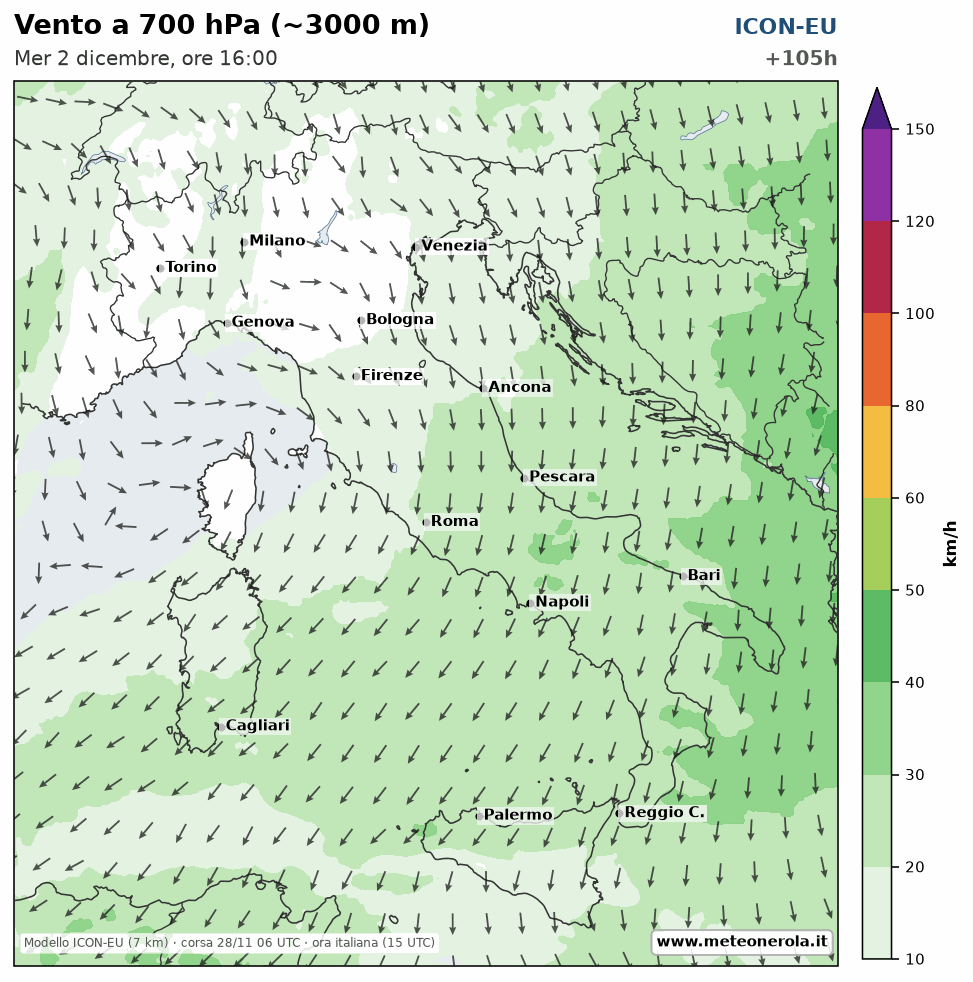 Vento a 700 hPa (~3000 m)
ICON-EU
Mer 2 dicembre, ore 16:00
+105h
150
120
100
80
60
50
40
30
20
10
km/h
Milano
Venezia
Torino
Bologna
Genova
Firenze
Ancona
Pescara
Roma
Bari
Napoli
Cagliari
Palermo
Reggio C.
Modello ICON-EU (7 km) · corsa 28/11 06 UTC · ora italiana (15 UTC)
www.meteonerola.it